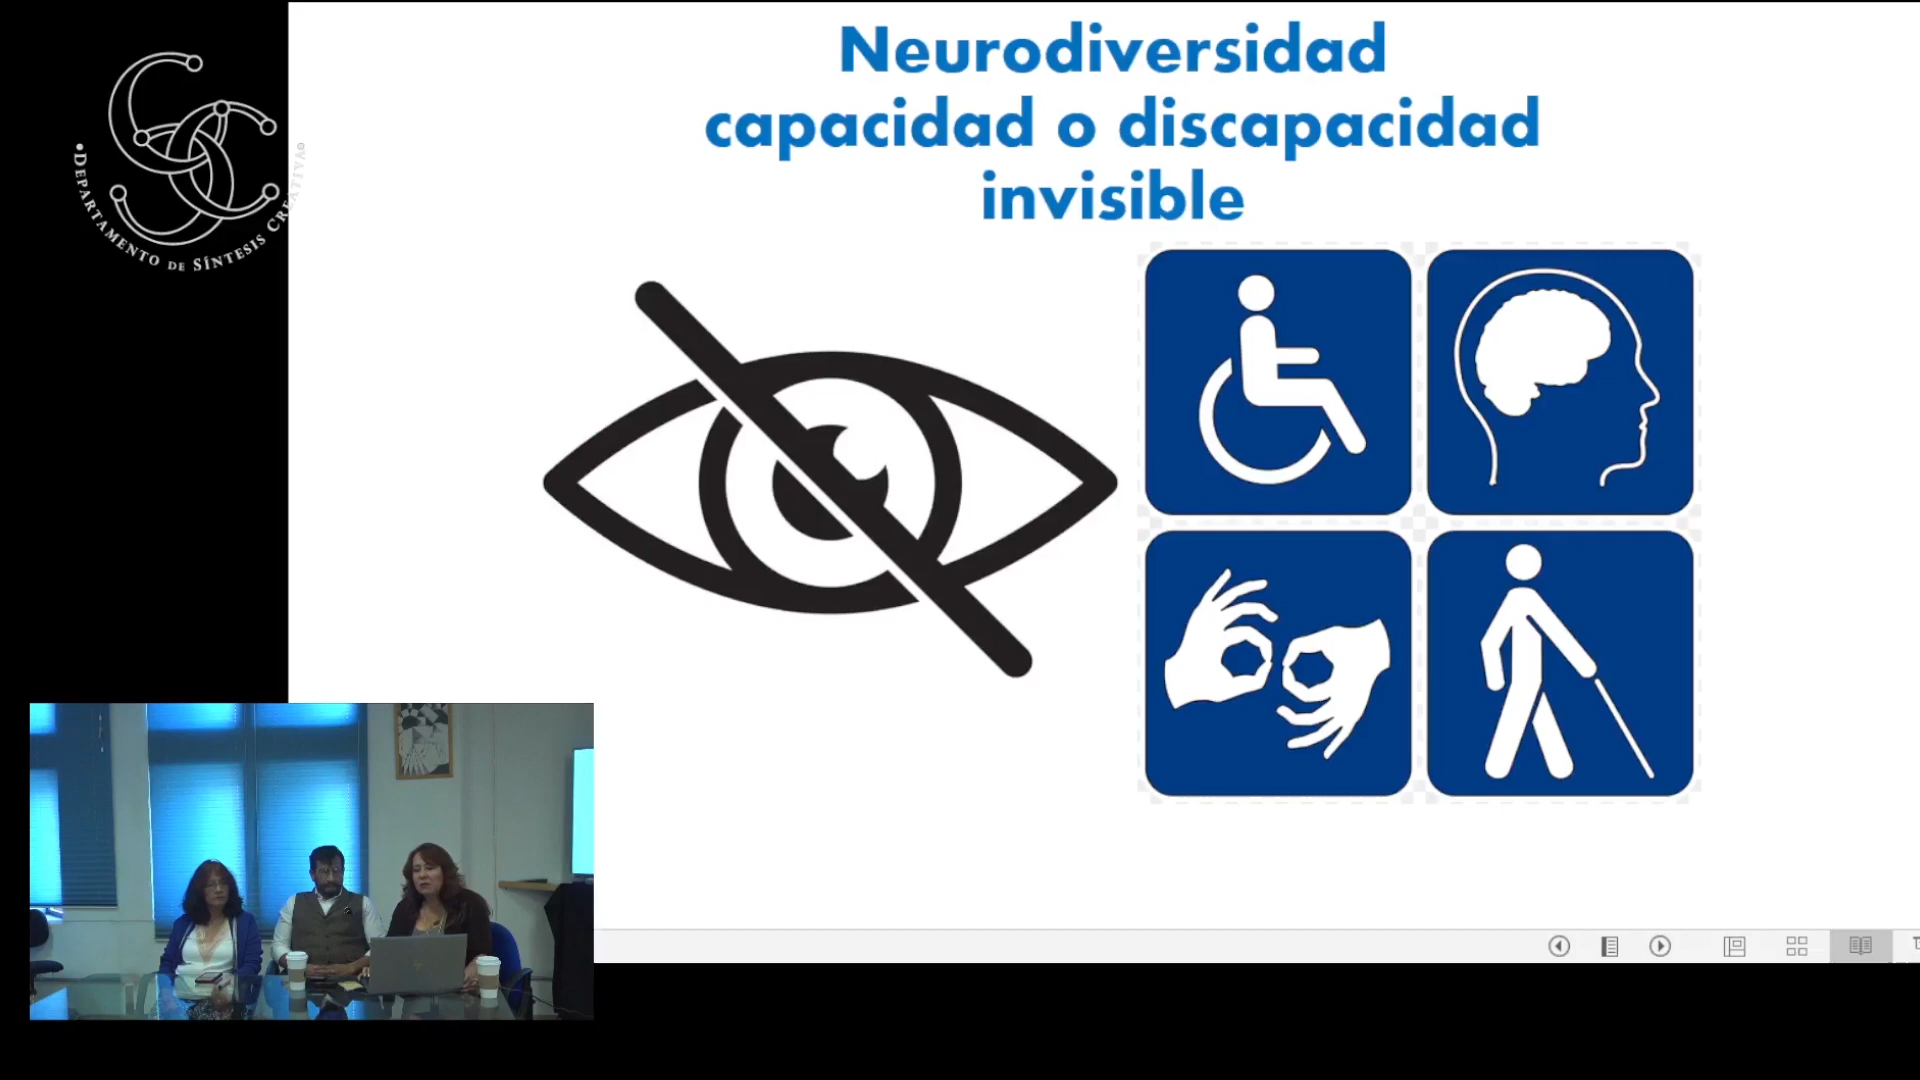 Neurodiversidad
capacidad o discapacidad
invisible
•DEPARTAMENTO DE SÍNTESIS CREATIVA•